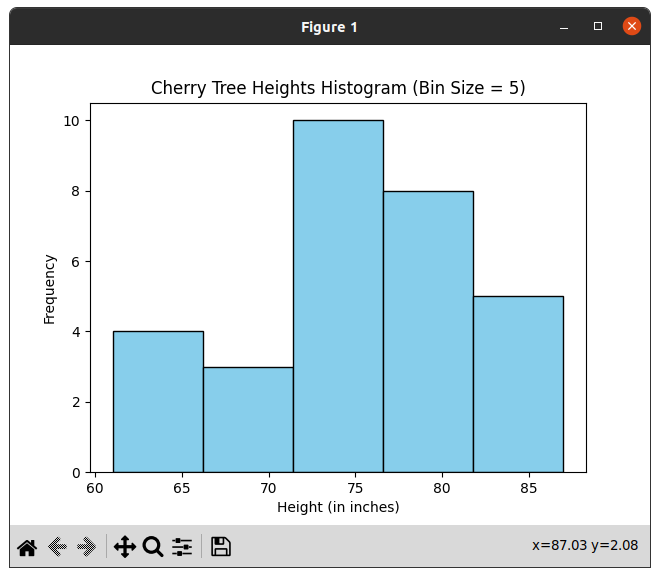 Figure 1
Cherry Tree Heights Histogram (Bin Size = 5)
10
8
6
4
2
0
Frequency
60 65 70 75 80 85
Height (in inches)
x=87.03 y=2.08